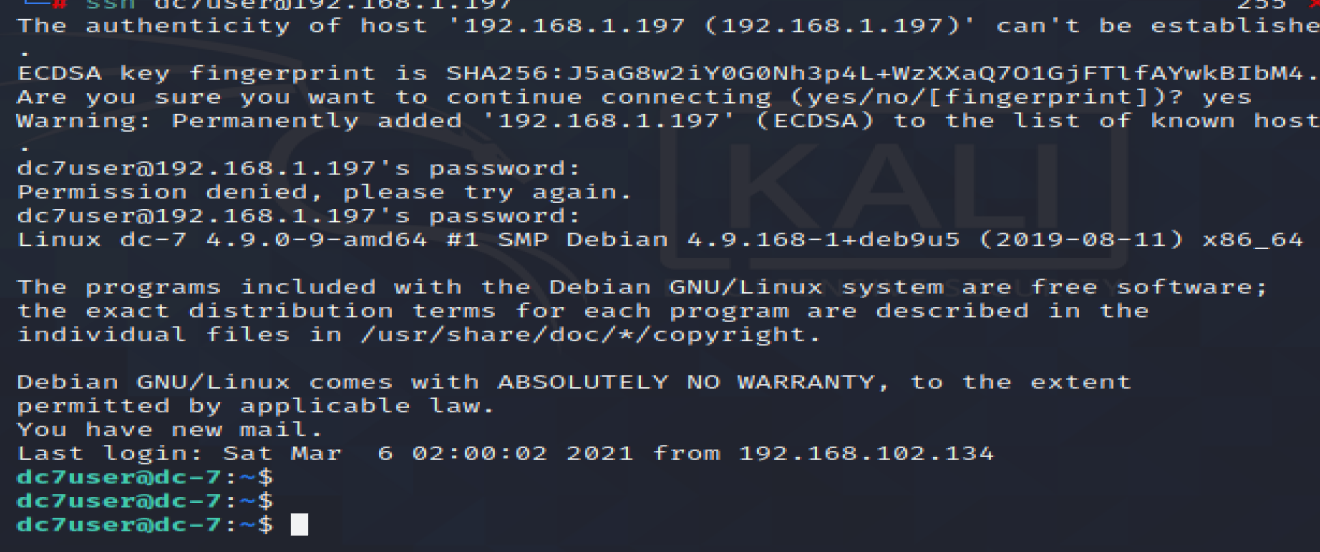 # ssh dc7user@192.168.1.197 255
The authenticity of host '192.168.1.197 (192.168.1.197)' can't be establishe
.
ECDSA key fingerprint is SHA256:J5aG8w2iY0G0Nh3p4L+WzXXaQ7O1GjFTlfAYwkBIbM4.
Are you sure you want to continue connecting (yes/no/[fingerprint])? yes
Warning: Permanently added '192.168.1.197' (ECDSA) to the list of known host
.
dc7user@192.168.1.197's password:
Permission denied, please try again.
dc7user@192.168.1.197's password:
Linux dc-7 4.9.0-9-amd64 #1 SMP Debian 4.9.168-1+deb9u5 (2019-08-11) x86_64
The programs included with the Debian GNU/Linux system are free software;
the exact distribution terms for each program are described in the
individual files in /usr/share/doc/*/copyright.
Debian GNU/Linux comes with ABSOLUTELY NO WARRANTY, to the extent
permitted by applicable law.
You have new mail.
Last login: Sat Mar  6 02:00:02 2021 from 192.168.102.134
dc7user@dc-7:~$
dc7user@dc-7:~$
dc7user@dc-7:~$
KALI